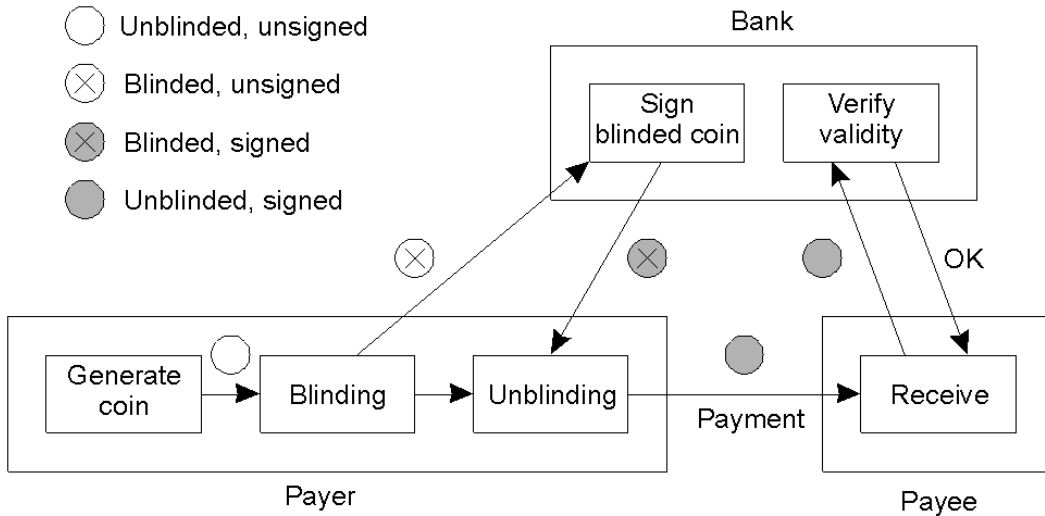 Unblinded, unsigned
Blinded, unsigned
Blinded, signed
Unblinded, signed
Bank
Sign
blinded coin
Verify
validity
OK
Generate
coin
Blinding
Unblinding
Payment
Receive
Payer
Payee